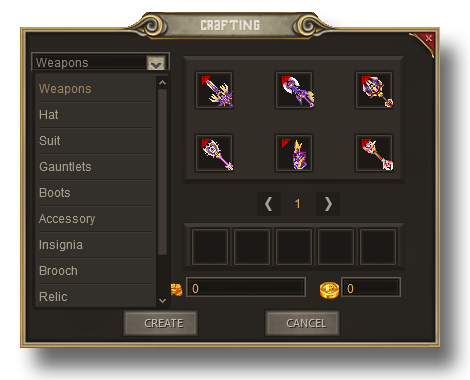 CRAFTING
Weapons
Weapons
Hat
Suit
Gauntlets
Boots
Accessory
Insignia
Brooch
Relic
1
0
0
CREATE
CANCEL